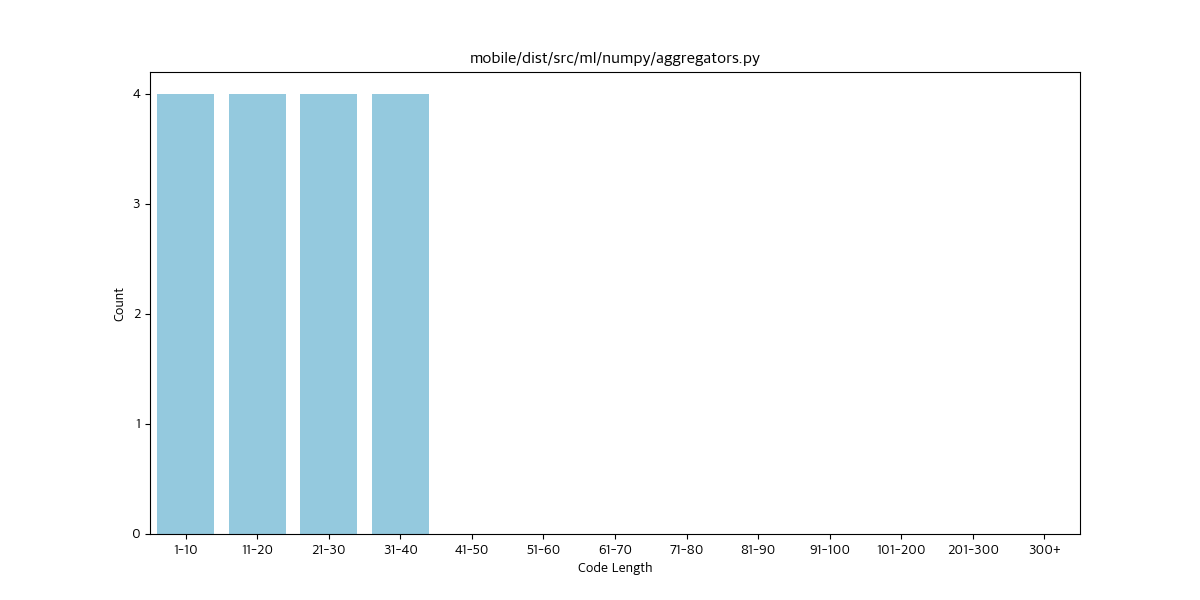 mobile/dist/src/ml/numpy/aggregators.py
4
3
2
1
0
Count
1-10 11-20 21-30 31-40 41-50 51-60 61-70 71-80 81-90 91-100 101-200 201-300 300+
Code Length